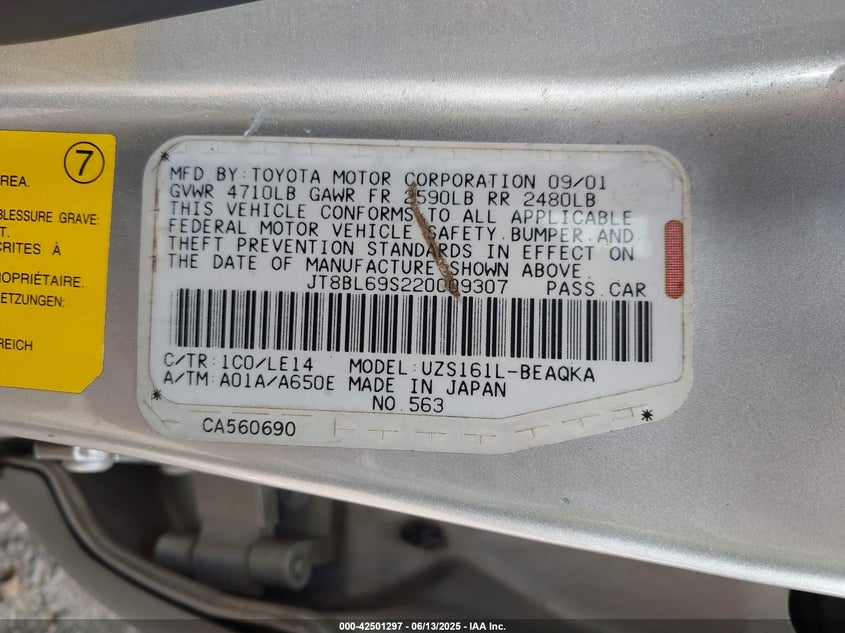 7
REA.
BLESSURE GRAVE:
T.
CRITES À
ROPRIÉTAIRE.
ETZUNGEN:
REICH
MFD BY:TOYOTA MOTOR CORPORATION 09/01
GVWR 4710LB GAWR FR 2590LB RR 2480LB
THIS VEHICLE CONFORMS TO ALL APPLICABLE
FEDERAL MOTOR VEHICLE SAFETY.BUMPER.AND
THEFT PREVENTION STANDARDS IN EFFECT ON
THE DATE OF MANUFACTURE SHOWN ABOVE.
JT8BL69S220009307 PASS.CAR
C/TR:1C0/LE14 MODEL:UZS161L-BEAQKA
A/TM:A01A/A650E MADE IN JAPAN
NO.563
CA560690
000-42501297 - 06/13/2025 - IAA Inc.